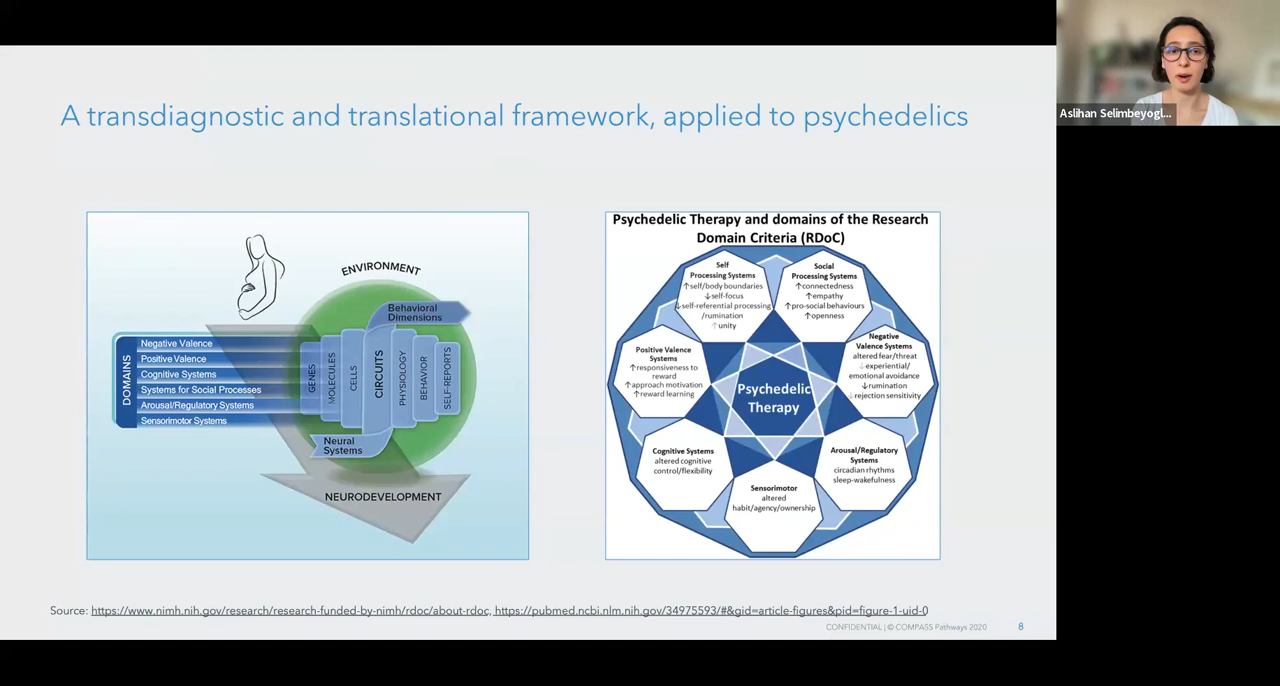 A transdiagnostic and translational framework, applied to psychedelics
Aslihan Selimbeyogl...
ENVIRONMENT
Behavioral
Dimensions
DOMAINS
Negative Valence
Positive Valence
Cognitive Systems
Systems for Social Processes
Arousal/Regulatory Systems
Sensorimotor Systems
GENES
MOLECULES
CELLS
CIRCUITS
PHYSIOLOGY
BEHAVIOR
SELF-REPORTS
Neural
Systems
NEURODEVELOPMENT
Psychedelic Therapy and domains of the Research
Domain Criteria (RDoC)
Self
Processing Systems
↑self/body boundaries
↓self-focus
↓self-referential processing
/rumination
↑unity
Social
Processing Systems
↑connectedness
↑empathy
↑pro-social behaviours
↑openness
Positive Valence
Systems
↑responsiveness to
reward
↑approach motivation
↑reward learning
Negative
Valence Systems
altered fear/threat
↓experiential/
emotional avoidance
↓rumination
↓rejection sensitivity
Psychedelic
Therapy
Cognitive Systems
altered cognitive
control/flexibility
Arousal/Regulatory
Systems
circadian rhythms
sleep-wakefulness
Sensorimotor
altered
habit/agency/ownership
Source: https://www.nimh.nih.gov/research/research-funded-by-nimh/rdoc/about-rdoc, https://pubmed.ncbi.nlm.nih.gov/34975593/#&gid=article-figures&pid=figure-1-uid-0
CONFIDENTIAL | © COMPASS Pathways 2020
8